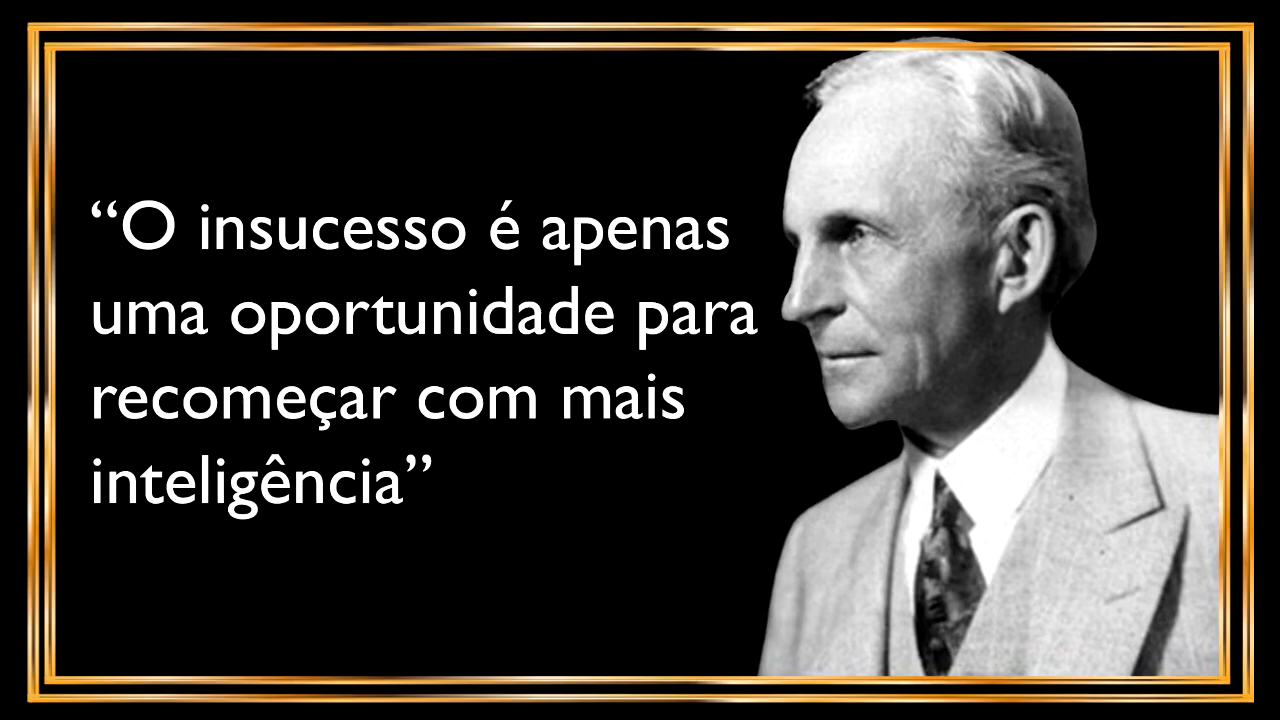 “O insucesso é apenas
uma oportunidade para
recomeçar com mais
inteligência”